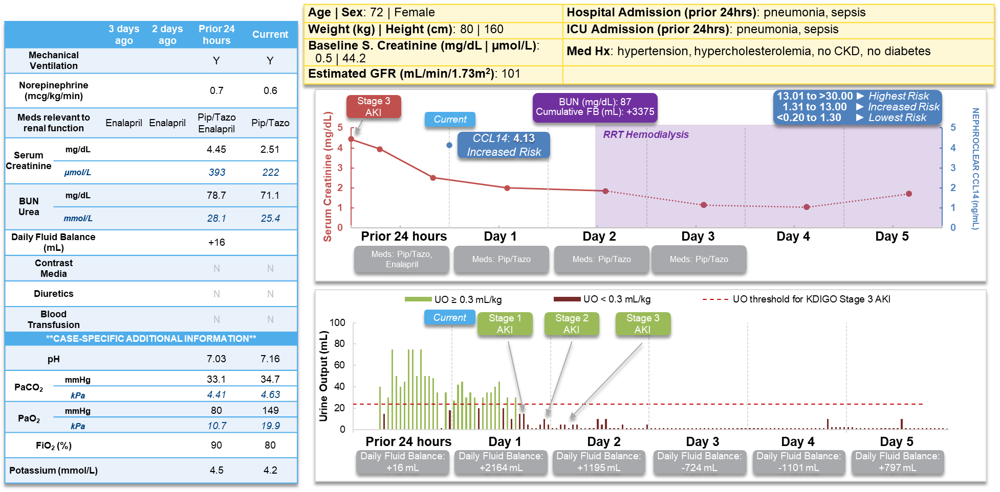 3 days ago
2 days ago
Prior 24 hours
Current
Mechanical Ventilation
Y
Y
Norepinephrine (mcg/kg/min)
0.7
0.6
Meds relevant to renal function
Enalapril
Enalapril
Pip/Tazo Enalapril
Pip/Tazo
Serum Creatinine
mg/dL
4.45
2.51
µmol/L
393
222
BUN Urea
mg/dL
78.7
71.1
mmol/L
28.1
25.4
Daily Fluid Balance (mL)
+16
Contrast Media
N
N
Diuretics
N
N
Blood Transfusion
N
N
**CASE-SPECIFIC ADDITIONAL INFORMATION**
pH
7.03
7.16
PaCO₂
mmHg
33.1
34.7
kPa
4.41
4.63
PaO₂
mmHg
80
149
kPa
10.7
19.9
FiO₂ (%)
90
80
Potassium (mmol/L)
4.5
4.2
Age | Sex: 72 | Female
Hospital Admission (prior 24hrs): pneumonia, sepsis
Weight (kg) | Height (cm): 80 | 160
ICU Admission (prior 24hrs): pneumonia, sepsis
Baseline S. Creatinine (mg/dL | µmol/L):
0.5 | 44.2
Med Hx: hypertension, hypercholesterolemia, no CKD, no diabetes
Estimated GFR (mL/min/1.73m²): 101
Stage 3
AKI
Current
BUN (mg/dL): 87
Cumulative FB (mL): +3375
13.01 to >30.00 ► Highest Risk
1.31 to 13.00 ► Increased Risk
<0.20 to 1.30 ► Lowest Risk
CCL14: 4.13
Increased Risk
RRT Hemodialysis
Serum Creatinine (mg/dL)
5
4
3
2
1
0
NEPHROCLEAR CCL14 (ng/mL)
5
4
3
2
1
0
Prior 24 hours
Day 1
Day 2
Day 3
Day 4
Day 5
Meds: Pip/Tazo,
Enalapril
Meds: Pip/Tazo
Meds: Pip/Tazo
Meds: Pip/Tazo
UO ≥ 0.3 mL/kg
UO < 0.3 mL/kg
UO threshold for KDIGO Stage 3 AKI
Current
Stage 1
AKI
Stage 2
AKI
Stage 3
AKI
Urine Output (mL)
100
80
60
40
20
0
Prior 24 hours
Day 1
Day 2
Day 3
Day 4
Day 5
Daily Fluid Balance:
+16 mL
Daily Fluid Balance:
+2164 mL
Daily Fluid Balance:
+1195 mL
Daily Fluid Balance:
-724 mL
Daily Fluid Balance:
-1101 mL
Daily Fluid Balance:
+797 mL